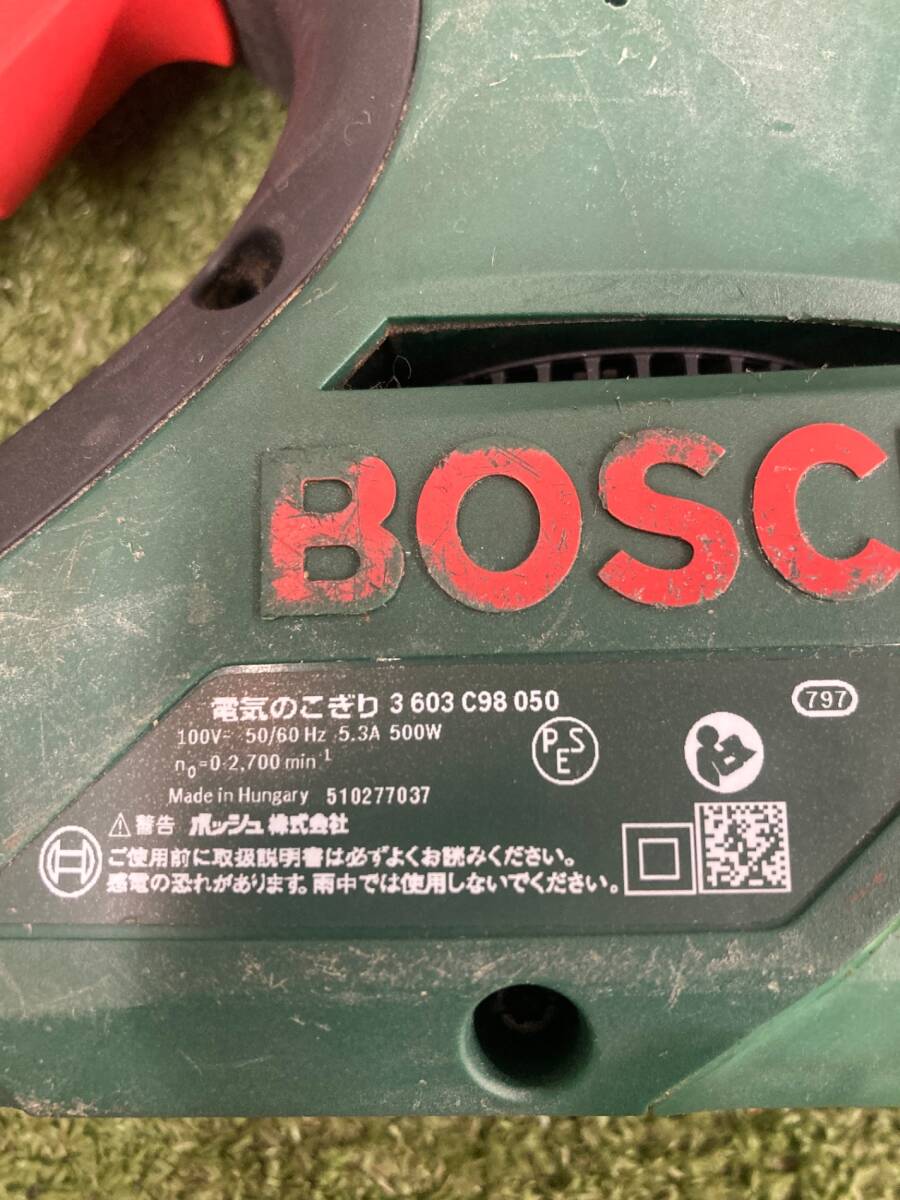 BOSC
電気のこぎり 3 603 C98 050
797
100V~ 50/60 Hz 5.3A 500W
n₀=0-2,700 min⁻¹
PSE
Made in Hungary 510277037
⚠警告 ボッシュ株式会社
ご使用前に取扱説明書は必ずよくお読みください。
感電の恐れがあります。雨中では使用しないでください。